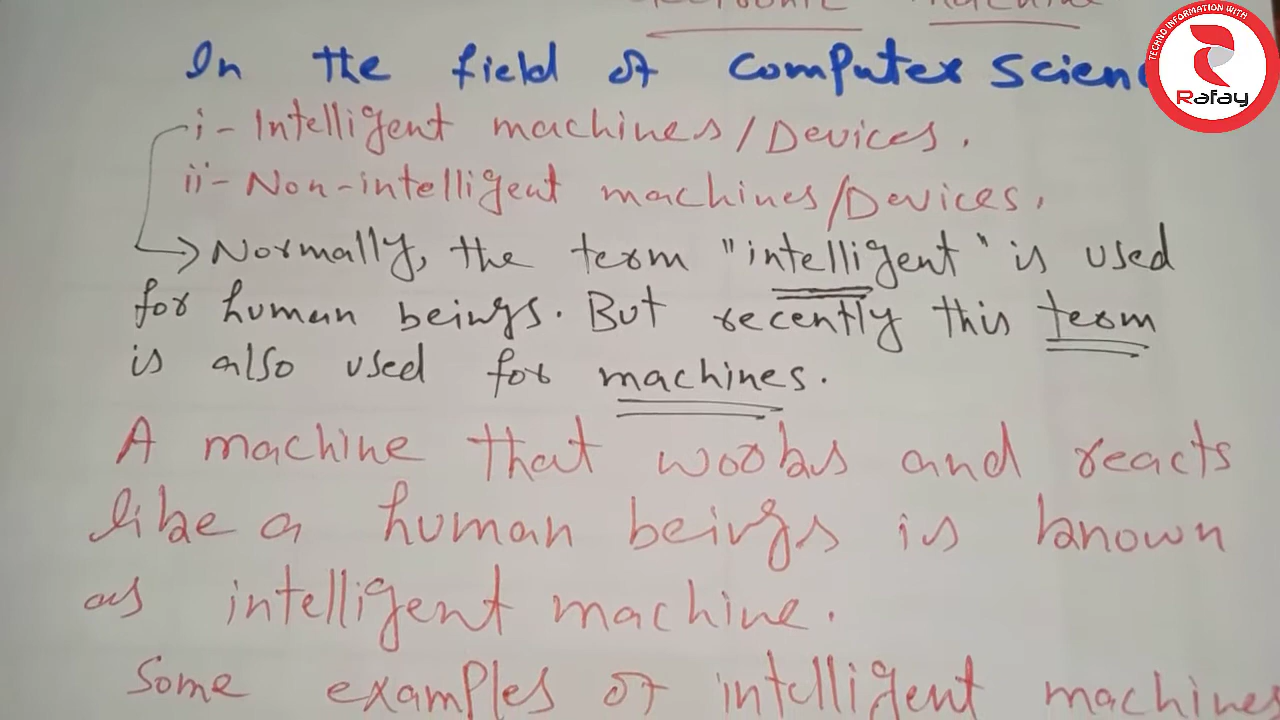 machine
In the field of computer Scienc
i- Intelligent machines/Devices.
ii- Non-intelligent machines/Devices.
Normally, the term "intelligent" is used
for human beings. But recently this term
is also used for machines.
A machine that works and reacts
like a human beings is known
as intelligent machine.
Some examples of intelligent machines
TECHNO INFORMATION WITH
Rafay